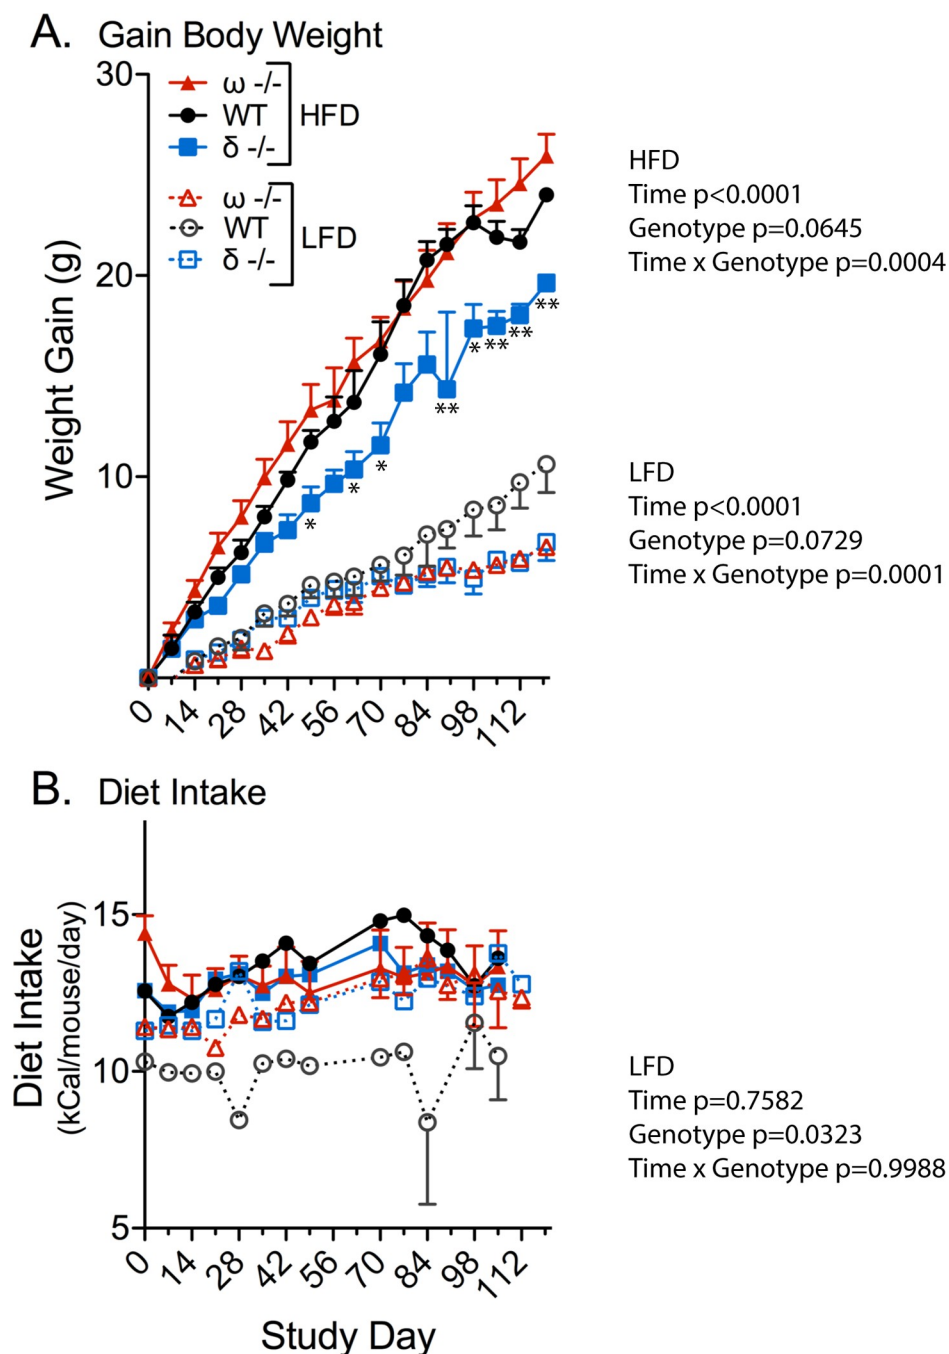 A. Gain Body Weight
30
20
10
Weight Gain (g)
ω -/-
WT
δ -/-
HFD
ω -/-
WT
δ -/-
LFD
*
*
*
**
*
**
**
**
0 14 28 42 56 70 84 98 112
HFD
Time p<0.0001
Genotype p=0.0645
Time x Genotype p=0.0004
LFD
Time p<0.0001
Genotype p=0.0729
Time x Genotype p=0.0001
B. Diet Intake
15
10
5
Diet Intake
(kCal/mouse/day)
0 14 28 42 56 70 84 98 112
Study Day
LFD
Time p=0.7582
Genotype p=0.0323
Time x Genotype p=0.9988